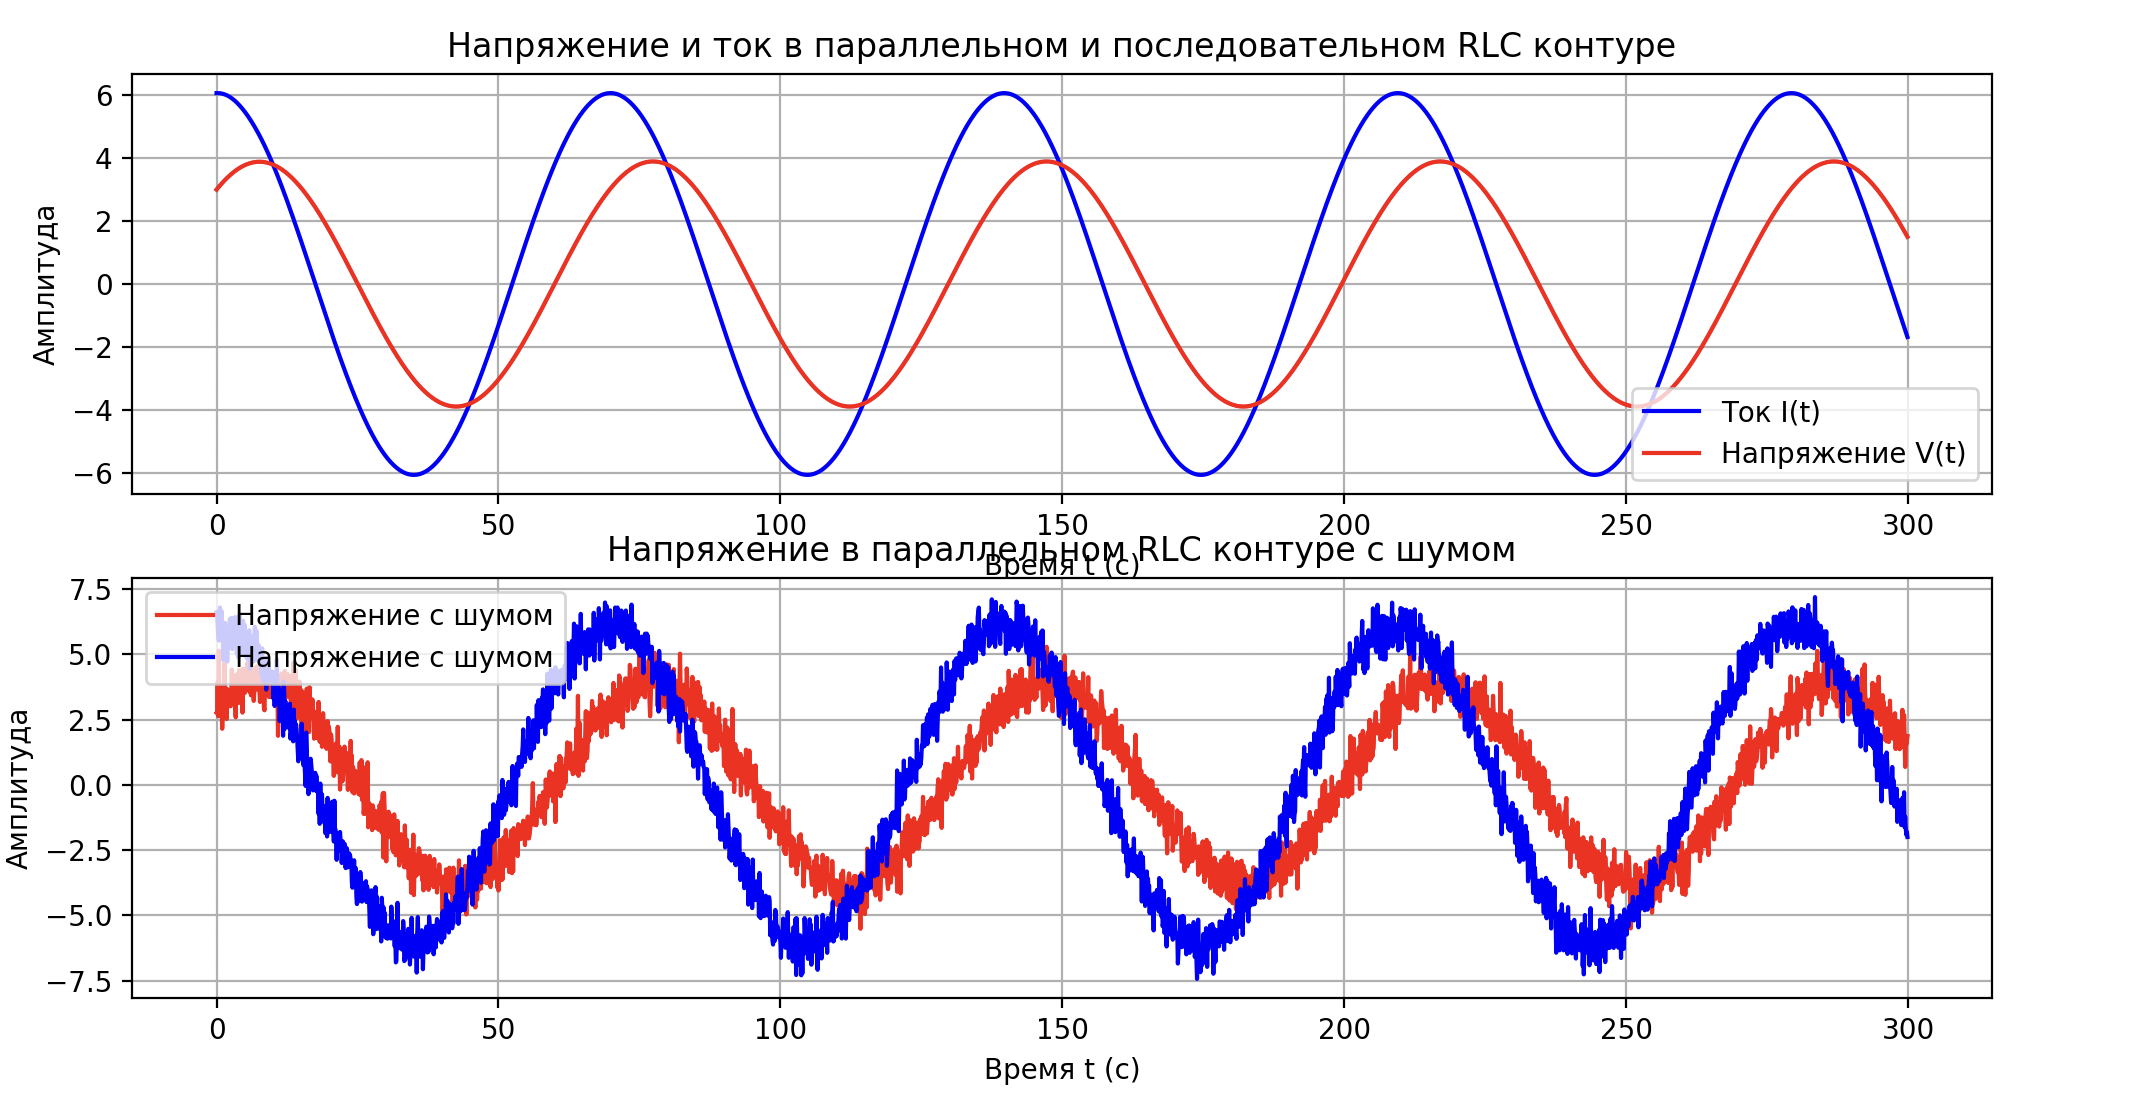 Напряжение и ток в параллельном и последовательном RLC контуре
Амплитуда
6
4
2
0
−2
−4
−6
Ток I(t)
Напряжение V(t)
0 50 100 150 200 250 300
Время t (с)
Напряжение в параллельном RLC контуре с шумом
Амплитуда
7.5
5.0
2.5
0.0
−2.5
−5.0
−7.5
Напряжение с шумом
Напряжение с шумом
0 50 100 150 200 250 300
Время t (с)